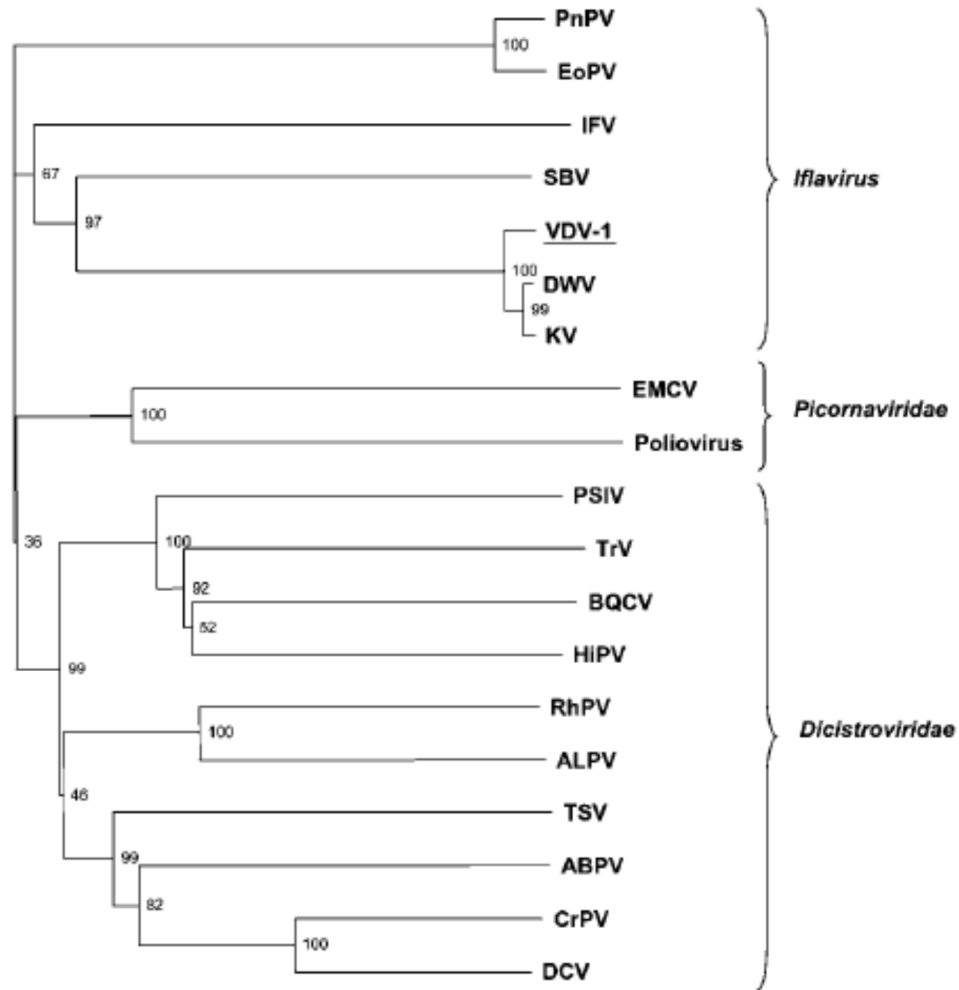 PnPV
100
EoPV
IFV
67
SBV
Iflavirus
97
VDV-1
100
DWV
99
KV
EMCV
100
Picornaviridae
Poliovirus
PSIV
36
100
TrV
92
BQCV
52
HiPV
99
RhPV
100
Dicistroviridae
ALPV
46
TSV
99
ABPV
82
CrPV
100
DCV